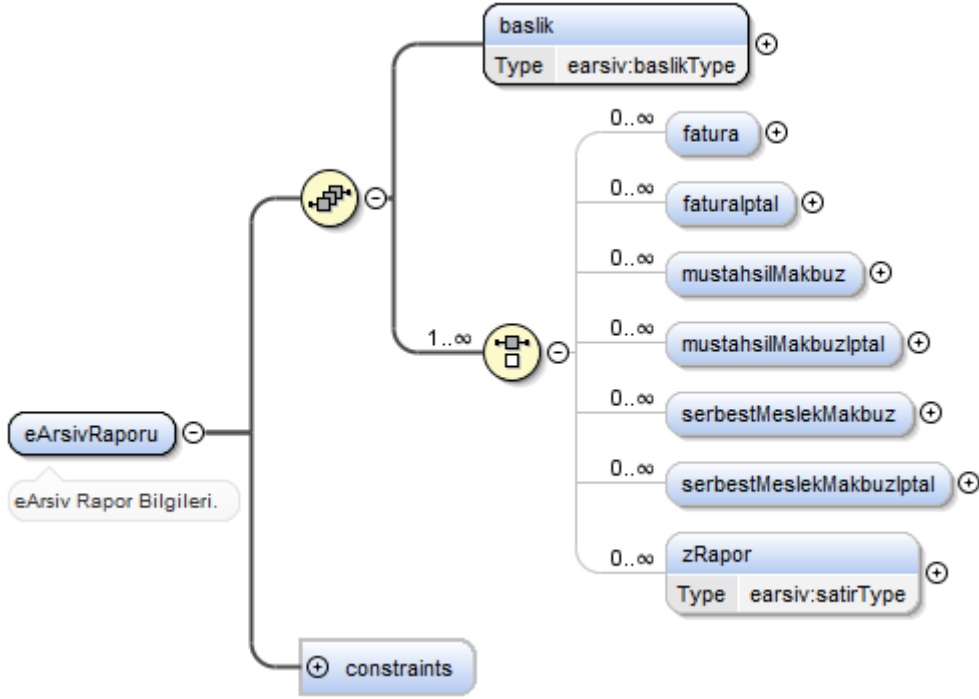 baslik
Type earsiv:baslikType
0..∞
fatura
0..∞
faturaIptal
0..∞
mustahsilMakbuz
0..∞
mustahsilMakbuzIptal
1..∞
0..∞
serbestMeslekMakbuz
eArsivRaporu
0..∞
serbestMeslekMakbuzIptal
eArsiv Rapor Bilgileri.
0..∞
zRapor
Type earsiv:satirType
constraints